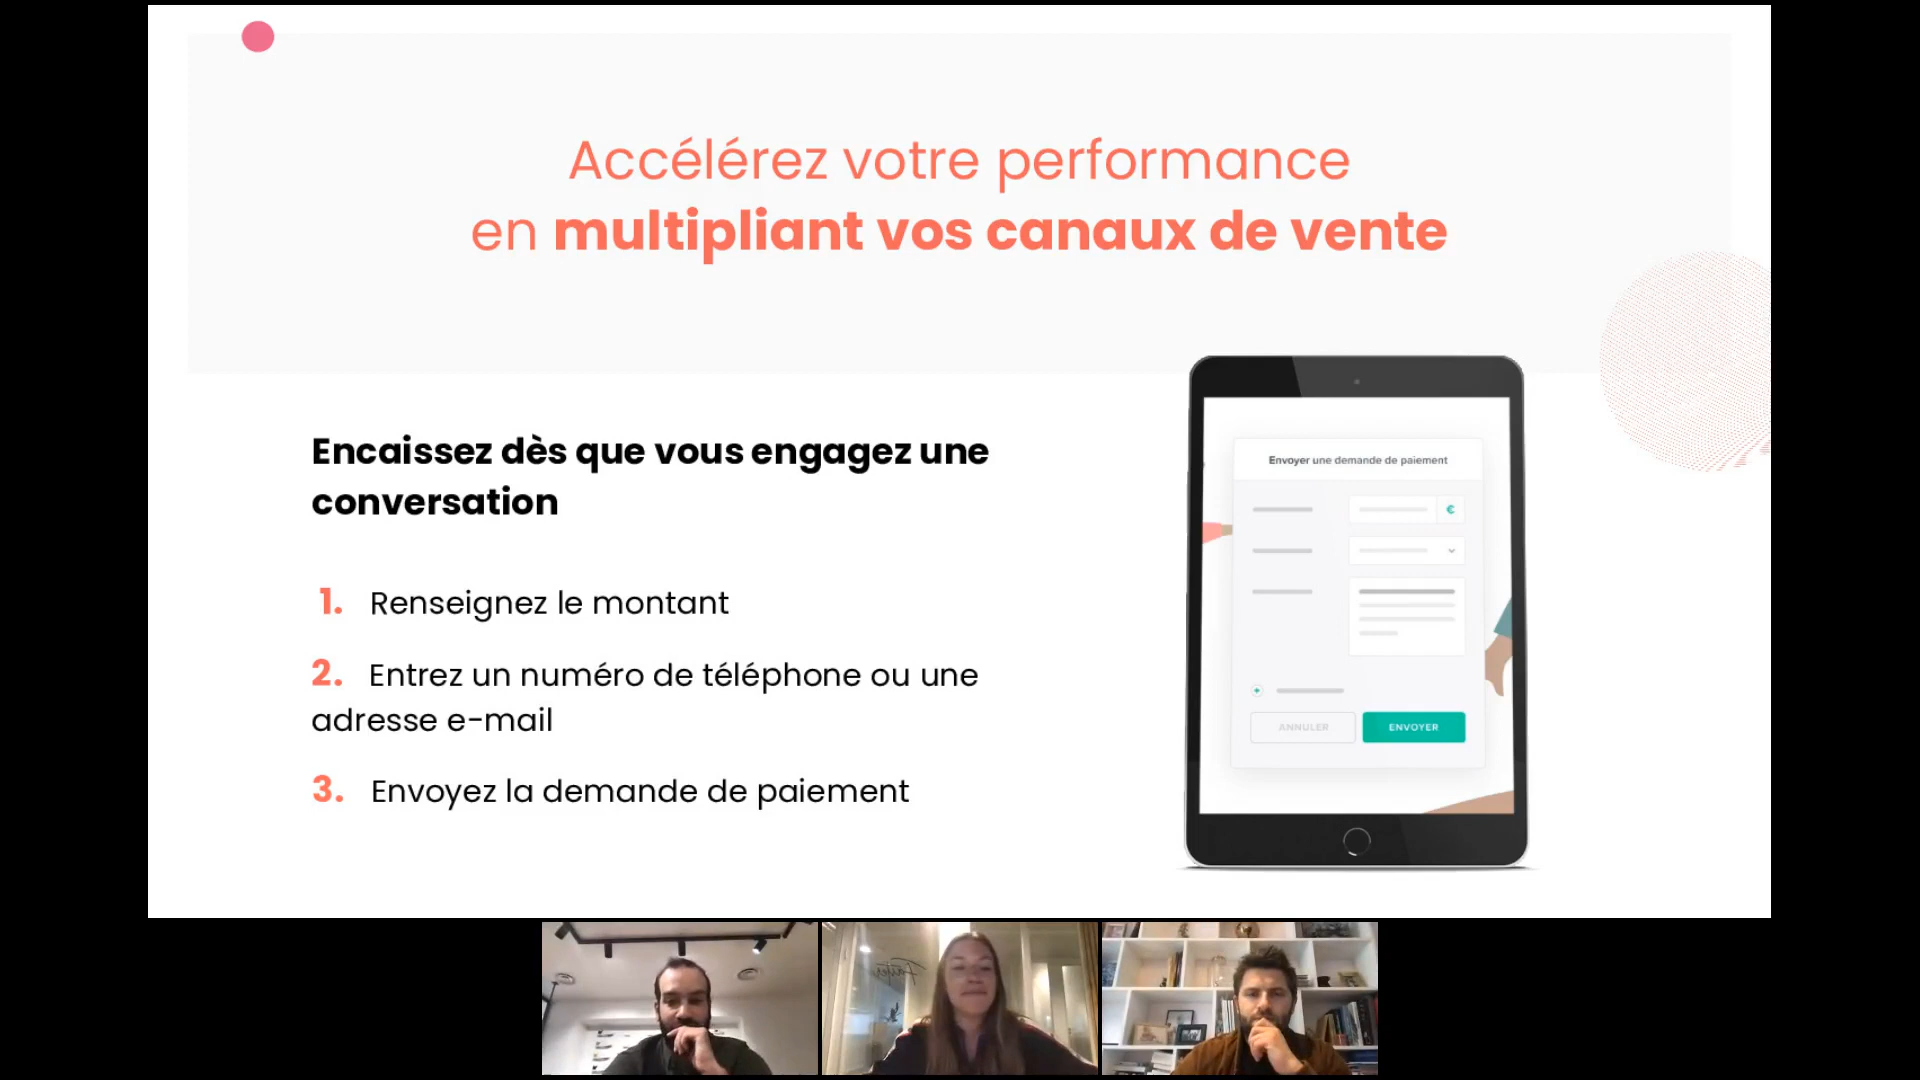 Accélérez votre performance
en multipliant vos canaux de vente
Encaissez dès que vous engagez une
conversation
1. Renseignez le montant
2. Entrez un numéro de téléphone ou une
adresse e-mail
3. Envoyez la demande de paiement
Envoyer une demande de paiement
€
ANNULER
ENVOYER